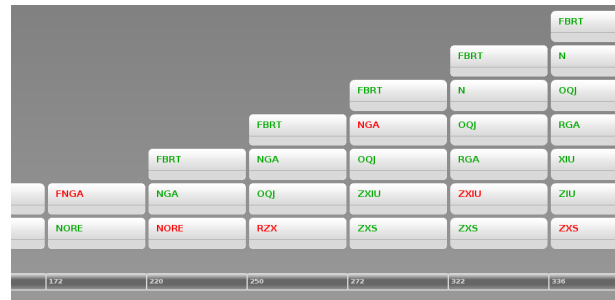 FBRT
FBRT N
FBRT N OQJ
FBRT NGA OQJ RGA
FBRT NGA OQJ RGA XIU
FNGA NGA OQJ ZXIU ZXIU ZIU
NORE NORE RZX ZXS ZXS ZXS
172 220 250 272 322 336